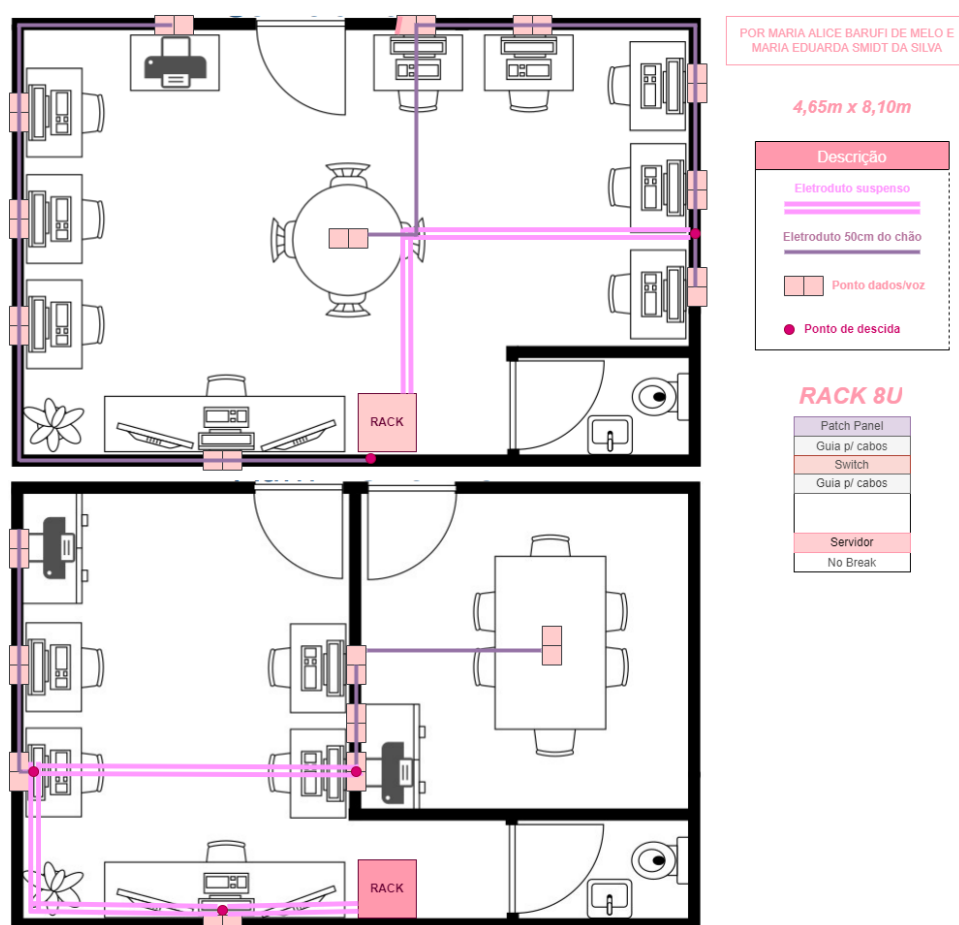 POR MARIA ALICE BARUFI DE MELO E
MARIA EDUARDA SMIDT DA SILVA
4,65m x 8,10m
Descrição
Eletroduto suspenso
Eletroduto 50cm do chão
Ponto dados/voz
Ponto de descida
RACK 8U
Patch Panel
Guia p/ cabos
Switch
Guia p/ cabos
Servidor
No Break
RACK
RACK